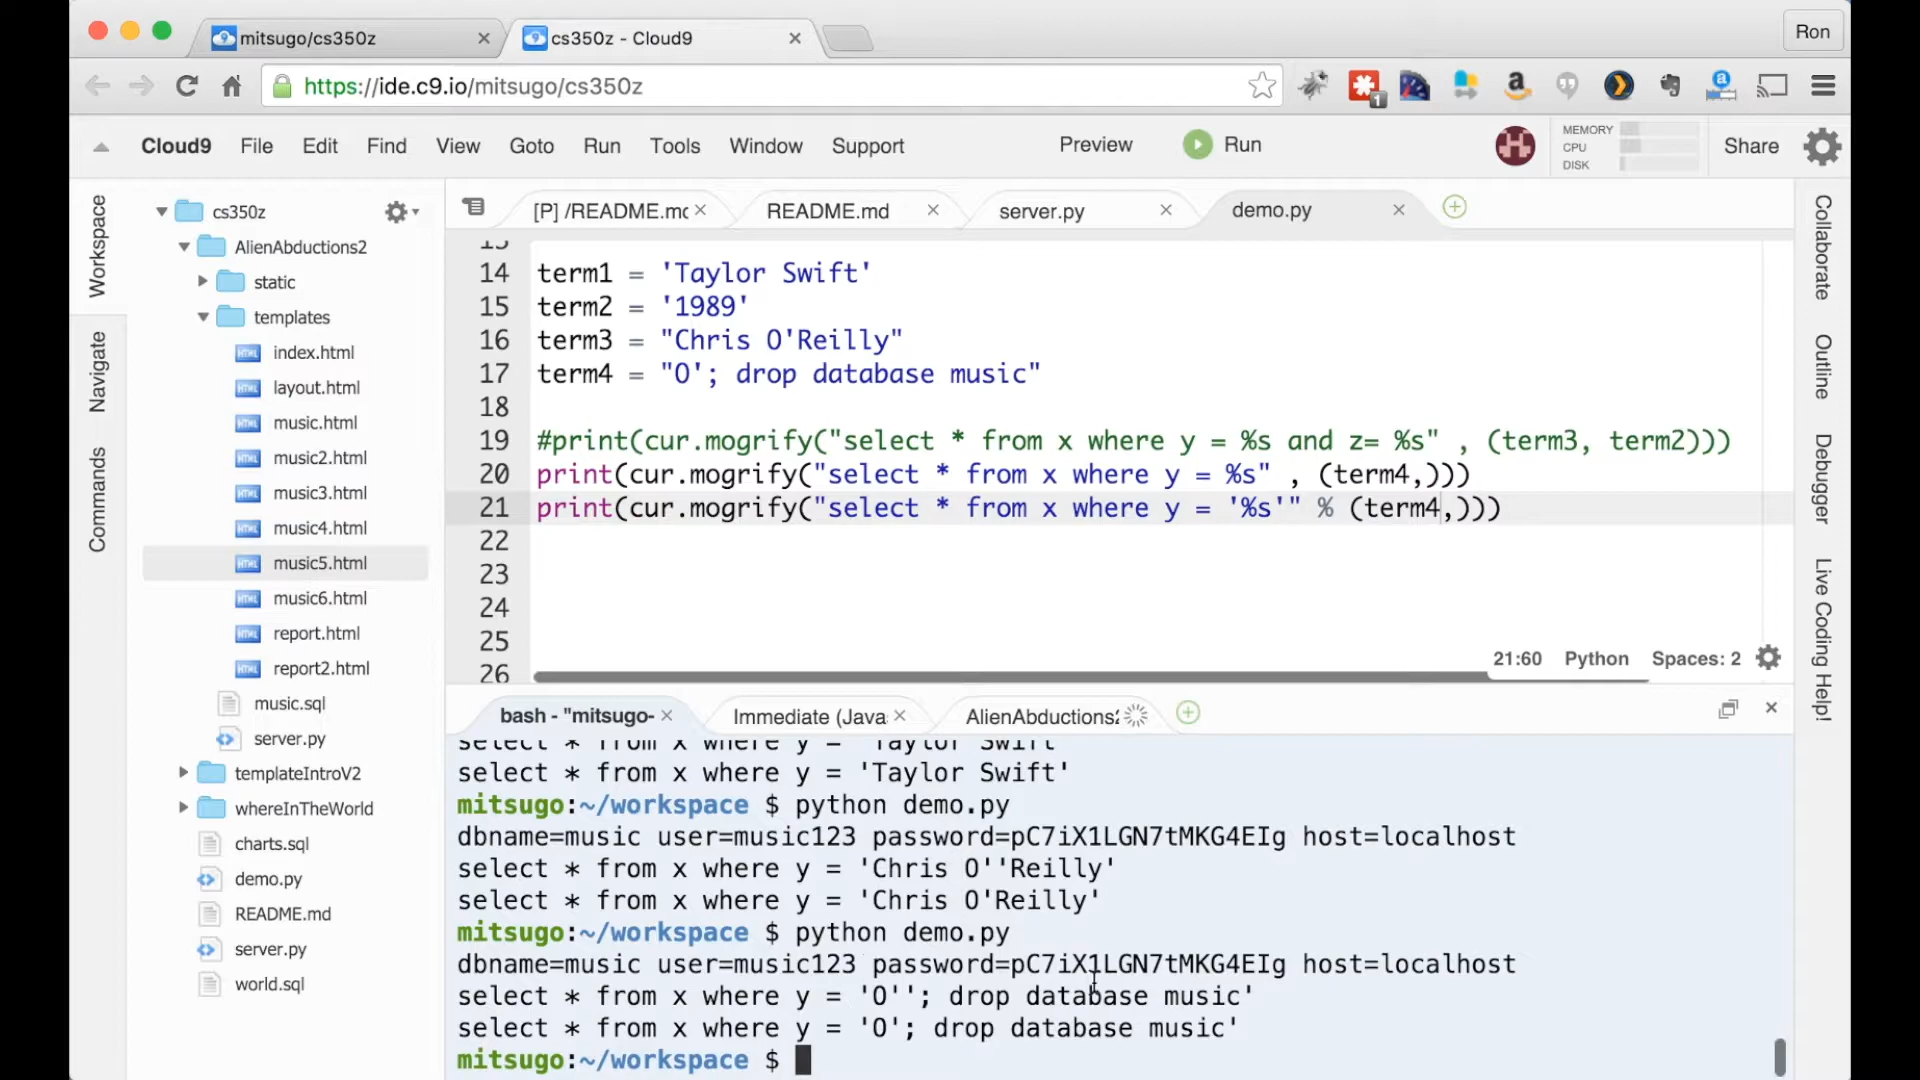 mitsugo/cs350z
cs350z - Cloud9
Ron
https://ide.c9.io/mitsugo/cs350z
1
Cloud9 File Edit Find View Goto Run Tools Window Support Preview Run
MEMORY
CPU
DISK
Share
Workspace
Navigate
Commands
cs350z
AlienAbductions2
static
templates
index.html
layout.html
music.html
music2.html
music3.html
music4.html
music5.html
music6.html
report.html
report2.html
music.sql
server.py
templateIntroV2
whereInTheWorld
charts.sql
demo.py
README.md
server.py
world.sql
[P] /README.mc
README.md
server.py
demo.py
13
14 term1 = 'Taylor Swift'
15 term2 = '1989'
16 term3 = "Chris O'Reilly"
17 term4 = "O'; drop database music"
18
19 #print(cur.mogrify("select * from x where y = %s and z= %s" , (term3, term2)))
20 print(cur.mogrify("select * from x where y = %s" , (term4,)))
21 print(cur.mogrify("select * from x where y = '%s'" % (term4,)))
22
23
24
25
26
21:60 Python Spaces: 2
bash - "mitsugo-
Immediate (Java
AlienAbductions2
select * from x where y = 'Taylor Swift'
select * from x where y = 'Taylor Swift'
mitsugo:~/workspace $ python demo.py
dbname=music user=music123 password=pC7iX1LGN7tMKG4EIg host=localhost
select * from x where y = 'Chris O''Reilly'
select * from x where y = 'Chris O'Reilly'
mitsugo:~/workspace $ python demo.py
dbname=music user=music123 password=pC7iX1LGN7tMKG4EIg host=localhost
select * from x where y = 'O''; drop database music'
select * from x where y = 'O'; drop database music'
mitsugo:~/workspace $
Collaborate
Outline
Debugger
Live Coding Help!